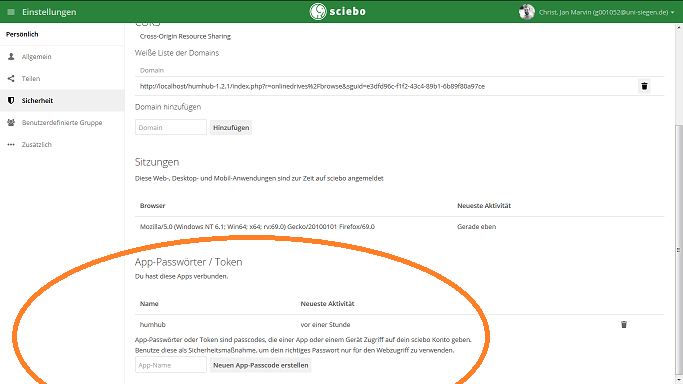 Einstellungen
sciebo
Christ, Jan Marvin (g001052@uni-siegen.de)
Persönlich
Allgemein
Teilen
Sicherheit
Benutzerdefinierte Gruppe
Zusätzlich
CORS
Cross-Origin Resource Sharing
Weiße Liste der Domains
Domain
http://localhost/humhub-1.2.1/index.php?r=onlinedrives%2Fbrowse&sguid=e3dfd96c-f1f2-43c4-89b1-6b89f80a97ce
Domain hinzufügen
Domain
Hinzufügen
Sitzungen
Diese Web-, Desktop- und Mobil-Anwendungen sind zur Zeit auf sciebo angemeldet
Browser Neueste Aktivität
Mozilla/5.0 (Windows NT 6.1; Win64; x64; rv:69.0) Gecko/20100101 Firefox/69.0 Gerade eben
App-Passwörter / Token
Du hast diese Apps verbunden.
Name Neueste Aktivität
humhub vor einer Stunde
App-Passwörter oder Token sind passcodes, die einer App oder einem Gerät Zugriff auf dein sciebo Konto geben.
Benutze diese als Sicherheitsmaßnahme, um dein richtiges Passwort nur für den Webzugriff zu verwenden.
App-Name
Neuen App-Passcode erstellen